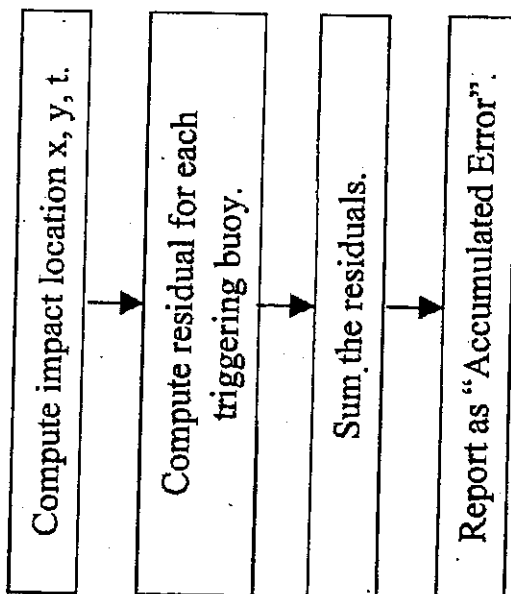 Compute impact location x, y, t.
Compute residual for each
triggering buoy.
Sum the residuals.
Report as “Accumulated Error”.